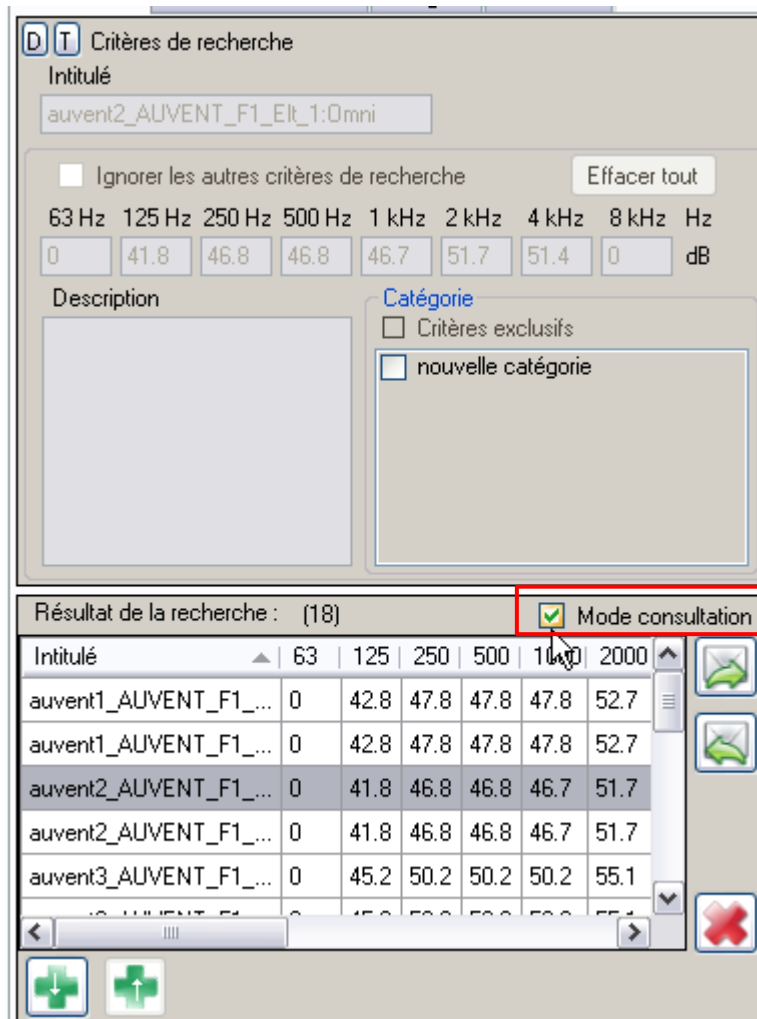 D T Critères de recherche
Intitulé
auvent2_AUVENT_F1_Elt_1:Omni
Ignorer les autres critères de recherche Effacer tout
63 Hz 125 Hz 250 Hz 500 Hz 1 kHz 2 kHz 4 kHz 8 kHz Hz
0 41.8 46.8 46.8 46.7 51.7 51.4 0 dB
Description Catégorie
Critères exclusifs
nouvelle catégorie
Résultat de la recherche : (18) Mode consultation
Intitulé 63 125 250 500 2000
auvent1_AUVENT_F1_... 0 42.8 47.8 47.8 47.8 52.7
auvent1_AUVENT_F1_... 0 42.8 47.8 47.8 47.8 52.7
auvent2_AUVENT_F1_... 0 41.8 46.8 46.8 46.7 51.7
auvent2_AUVENT_F1_... 0 41.8 46.8 46.8 46.7 51.7
auvent3_AUVENT_F1_... 0 45.2 50.2 50.2 50.2 55.1